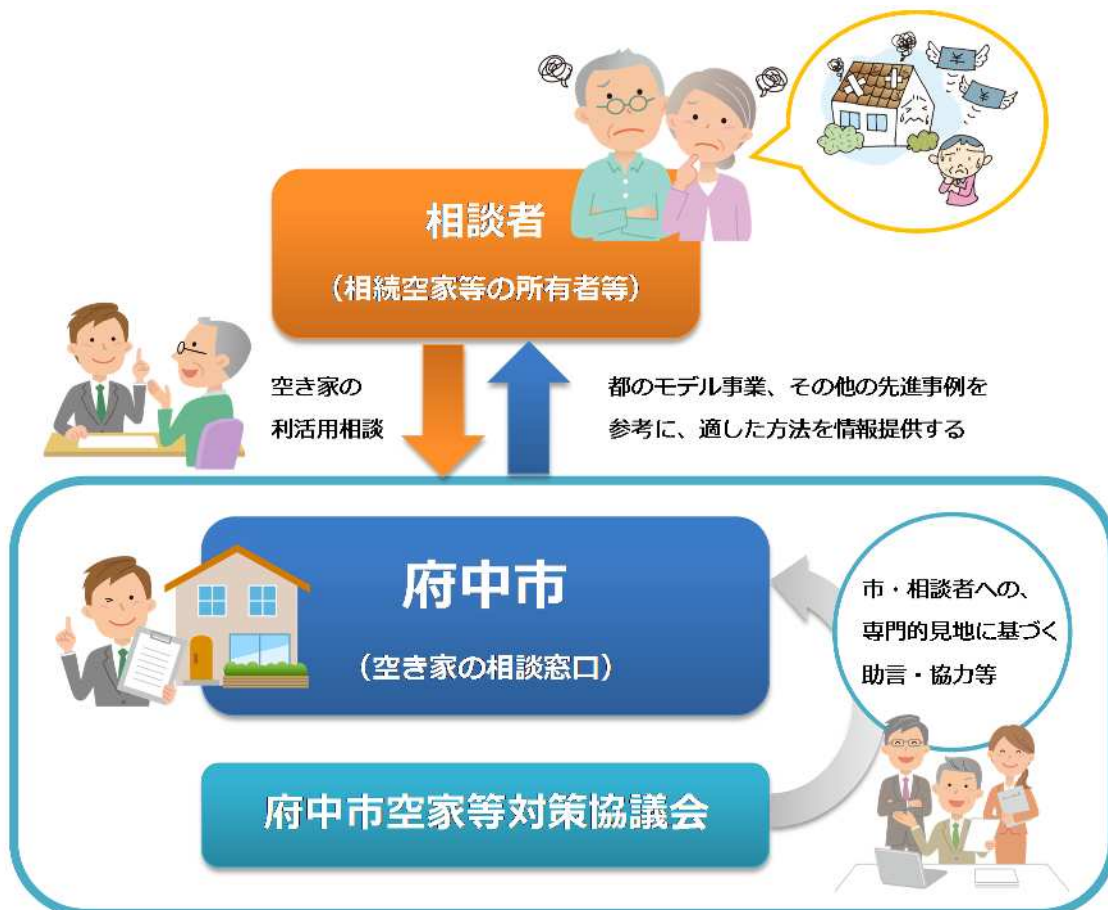 相談者
（相続空家等の所有者等）
空き家の
利活用相談
都のモデル事業、その他の先進事例を
参考に、適した方法を情報提供する
府中市
（空き家の相談窓口）
市・相談者への、
専門的見地に基づく
助言・協力等
府中市空家等対策協議会